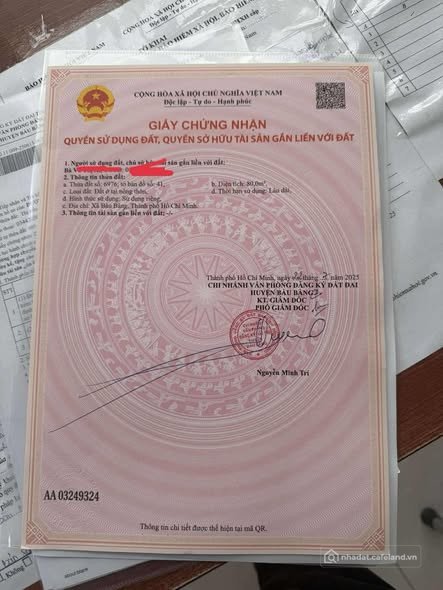 CỘNG HÒA XÃ HỘI CHỦ NGHĨA VIỆT NAM
Độc lập - Tự do - Hạnh phúc
GIẤY CHỨNG NHẬN
QUYỀN SỬ DỤNG ĐẤT, QUYỀN SỞ HỮU TÀI SẢN GẮN LIỀN VỚI ĐẤT
1. Người sử dụng đất, chủ sở hữu tài sản gắn liền với đất:
Bà
2. Thông tin thửa đất:
a. Thửa đất số: 6976; tờ bản đồ số: 41,
b. Diện tích: 80,0m²
c. Loại đất: Đất ở tại nông thôn,
d. Thời hạn sử dụng: Lâu dài,
đ. Hình thức sử dụng: Sử dụng riêng,
e. Địa chỉ: Xã Bàu Bàng, Thành phố Hồ Chí Minh.
3. Thông tin tài sản gắn liền với đất: -/-
Thành phố Hồ Chí Minh, ngày tháng 7 năm 2025
CHI NHÁNH VĂN PHÒNG ĐĂNG KÝ ĐẤT ĐAI
HUYỆN BÀU BÀNG
KT. GIÁM ĐỐC
PHÓ GIÁM ĐỐC
Nguyễn Minh Trí
AA 03249324
Thông tin chi tiết được thể hiện tại mã QR.
nhadat.cafeland.vn